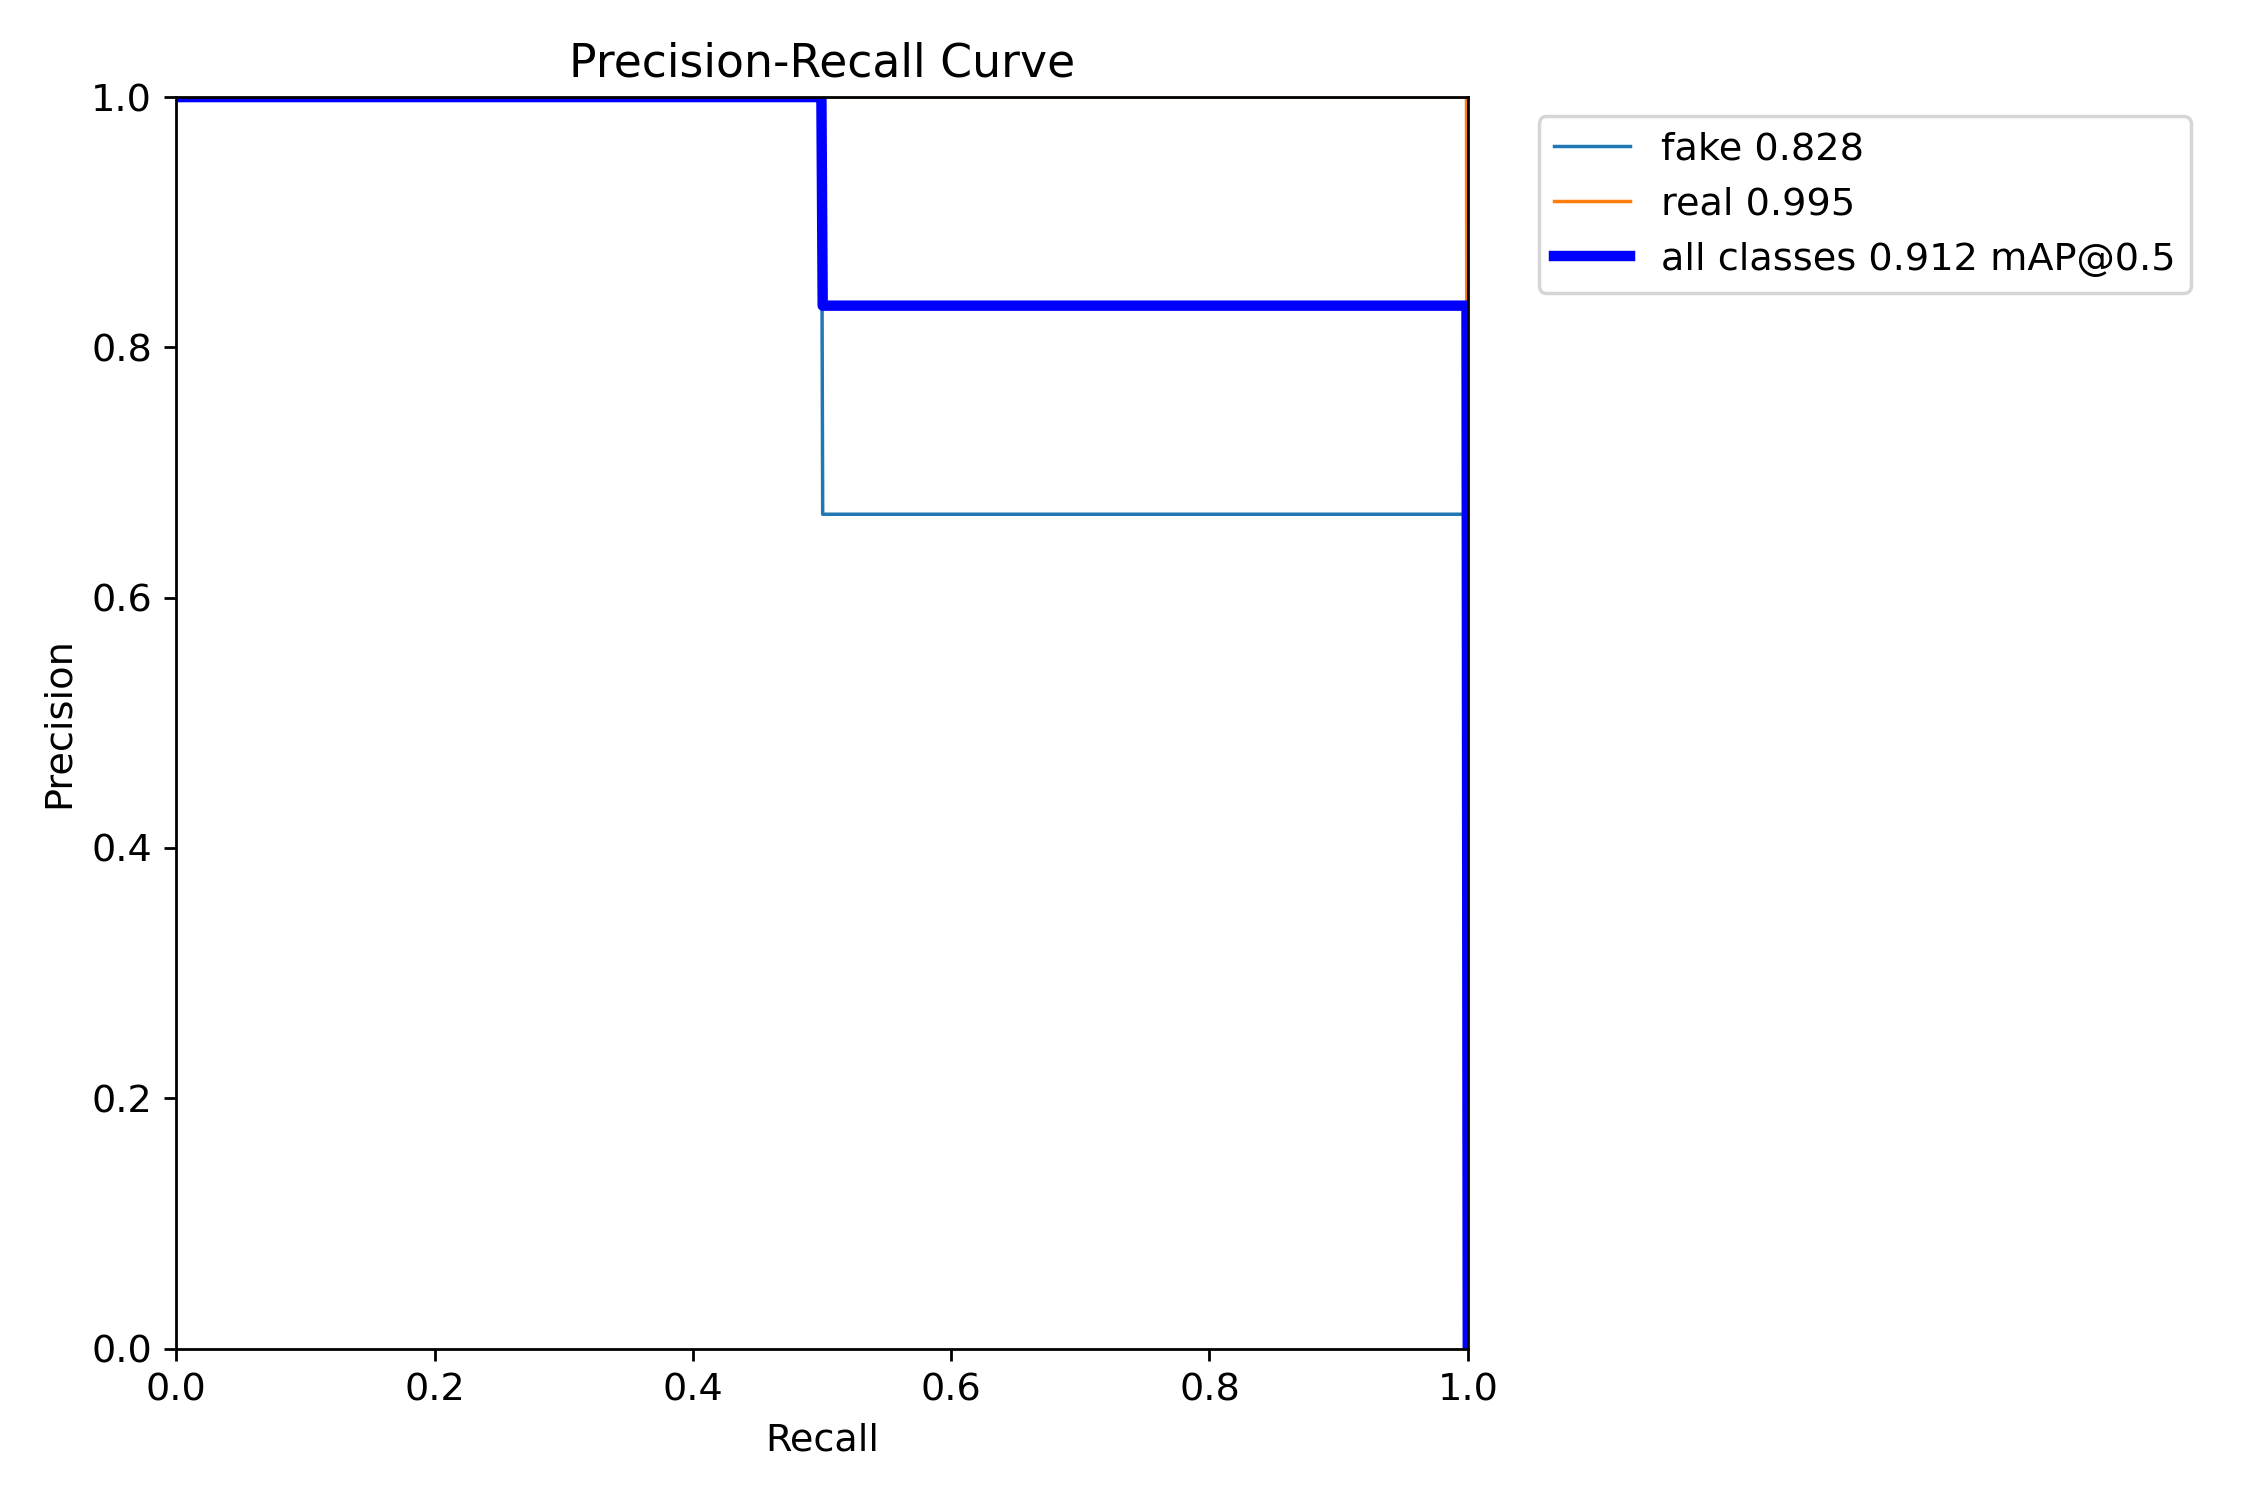 Precision-Recall Curve
1.0
0.8
0.6
0.4
0.2
0.0
Precision
0.0 0.2 0.4 0.6 0.8 1.0
Recall
fake 0.828
real 0.995
all classes 0.912 mAP@0.5